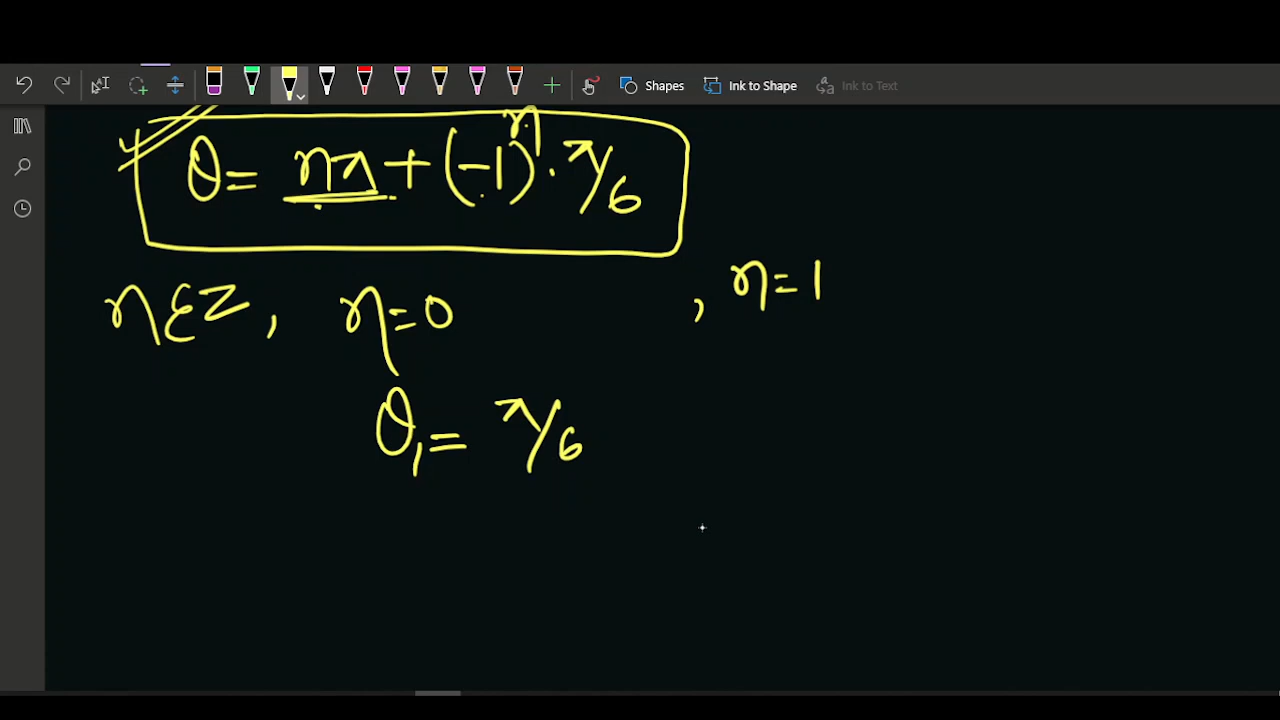 Shapes Ink to Shape Ink to Text
θ = nπ + (-1)^n · π/6
n ∈ Z, n = 0 , n = 1
θ₁ = π/6